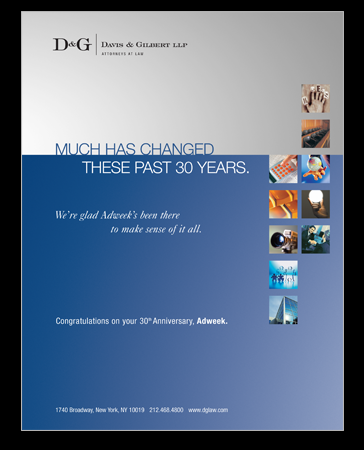 D&G DAVIS & GILBERT LLP
ATTORNEYS AT LAW
MUCH HAS CHANGED
THESE PAST 30 YEARS.
We're glad Adweek's been there
to make sense of it all.
Congratulations on your 30th Anniversary, Adweek.
1740 Broadway, New York, NY 10019 212.468.4800 www.dglaw.com